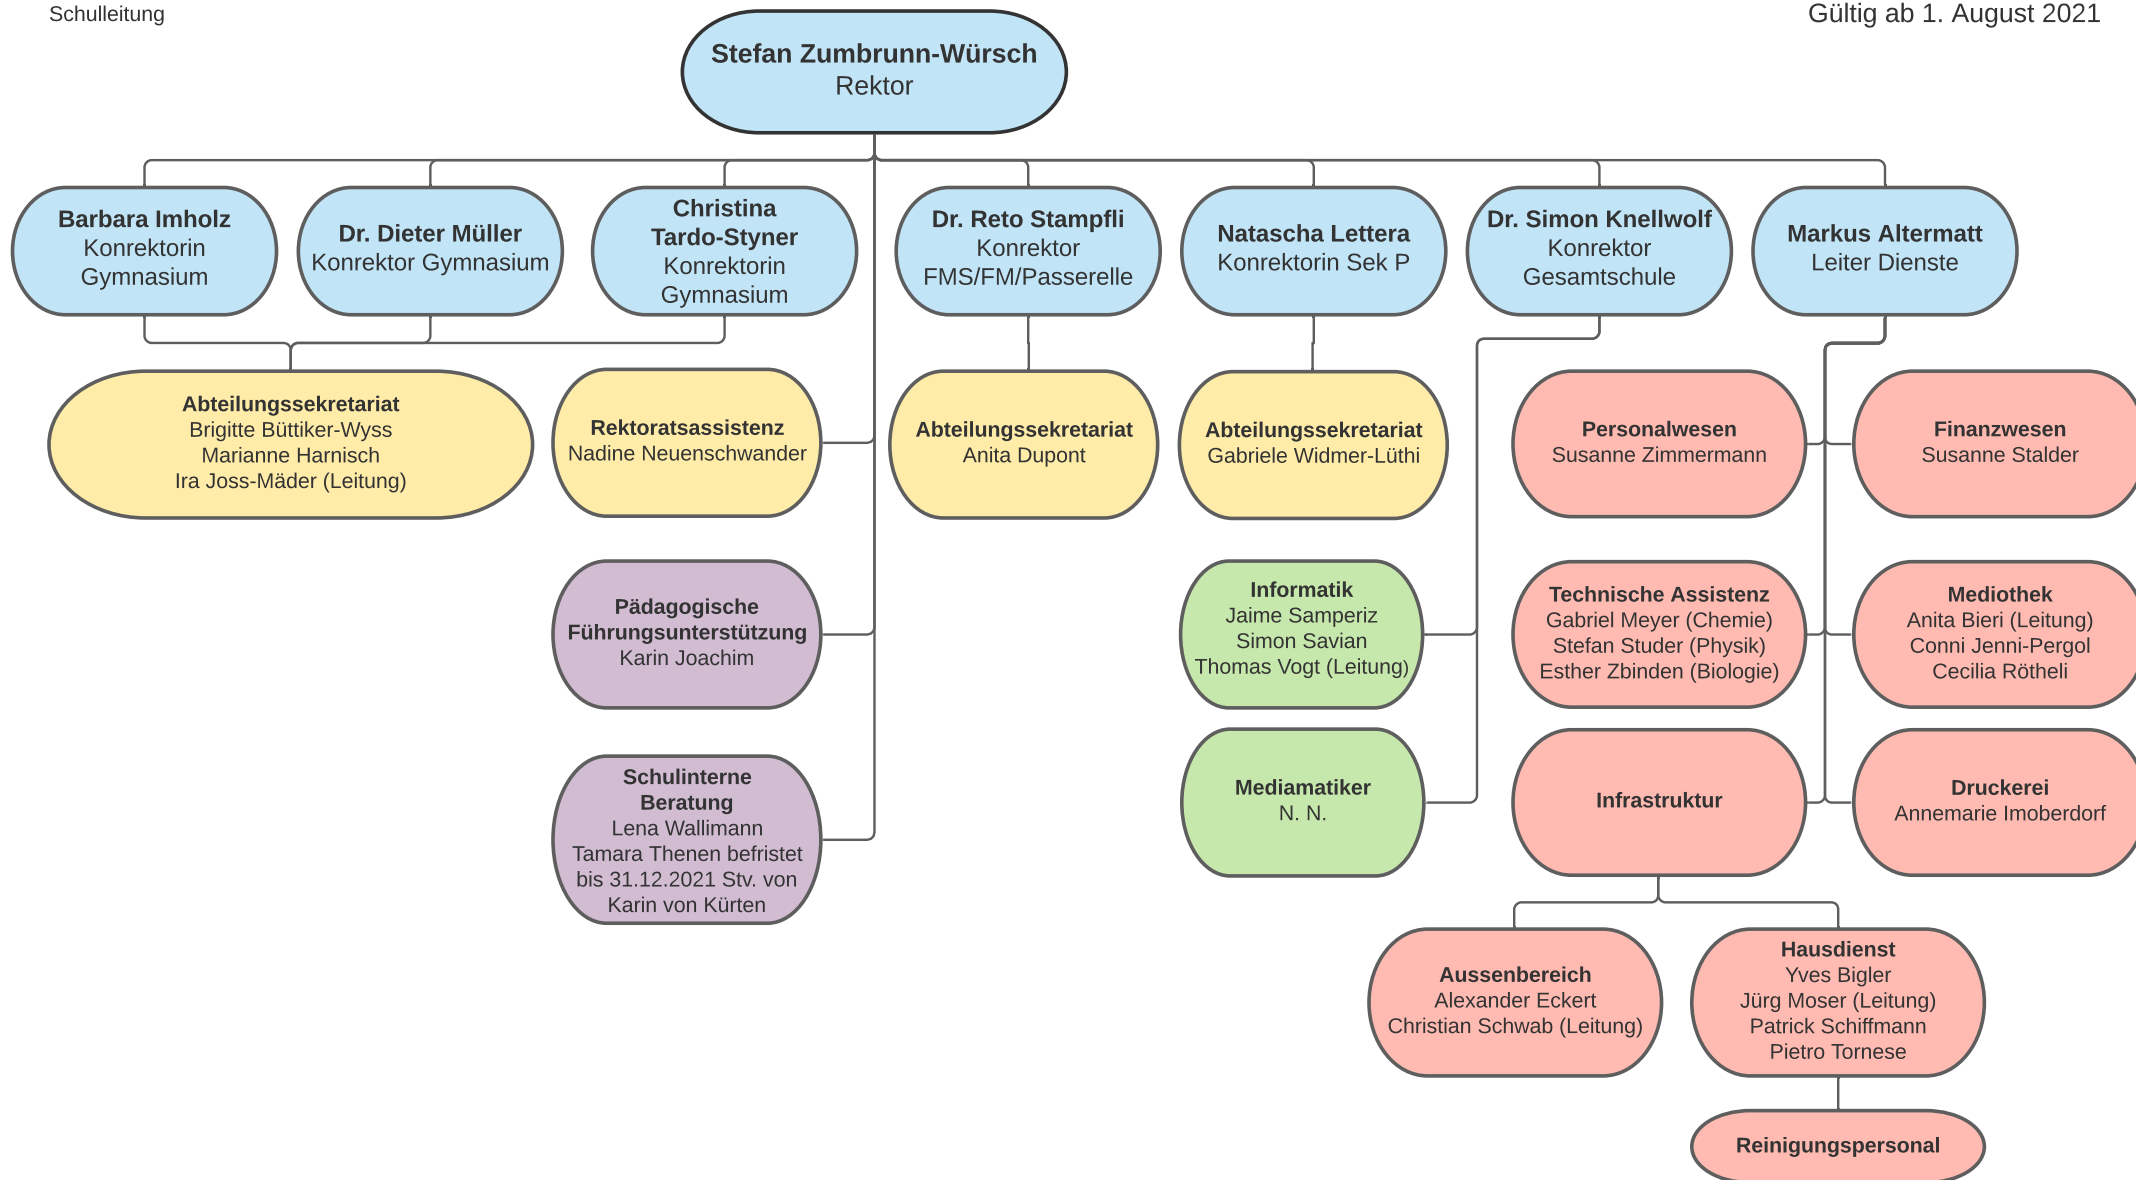 Schulleitung
Gültig ab 1. August 2021
Stefan Zumbrunn-Würsch
Rektor
Barbara Imholz
Konrektorin
Gymnasium
Dr. Dieter Müller
Konrektor Gymnasium
Christina
Tardo-Styner
Konrektorin
Gymnasium
Dr. Reto Stampfli
Konrektor
FMS/FM/Passerelle
Natascha Lettera
Konrektorin Sek P
Dr. Simon Knellwolf
Konrektor
Gesamtschule
Markus Altermatt
Leiter Dienste
Abteilungssekretariat
Brigitte Büttiker-Wyss
Marianne Harnisch
Ira Joss-Mäder (Leitung)
Rektoratsassistenz
Nadine Neuenschwander
Abteilungssekretariat
Anita Dupont
Abteilungssekretariat
Gabriele Widmer-Lüthi
Personalwesen
Susanne Zimmermann
Finanzwesen
Susanne Stalder
Pädagogische
Führungsunterstützung
Karin Joachim
Informatik
Jaime Samperiz
Simon Savian
Thomas Vogt (Leitung)
Technische Assistenz
Gabriel Meyer (Chemie)
Stefan Studer (Physik)
Esther Zbinden (Biologie)
Mediothek
Anita Bieri (Leitung)
Conni Jenni-Pergol
Cecilia Rötheli
Schulinterne
Beratung
Lena Wallimann
Tamara Thenen befristet
bis 31.12.2021 Stv. von
Karin von Kürten
Mediamatiker
N. N.
Infrastruktur
Druckerei
Annemarie Imoberdorf
Aussenbereich
Alexander Eckert
Christian Schwab (Leitung)
Hausdienst
Yves Bigler
Jürg Moser (Leitung)
Patrick Schiffmann
Pietro Tornese
Reinigungspersonal